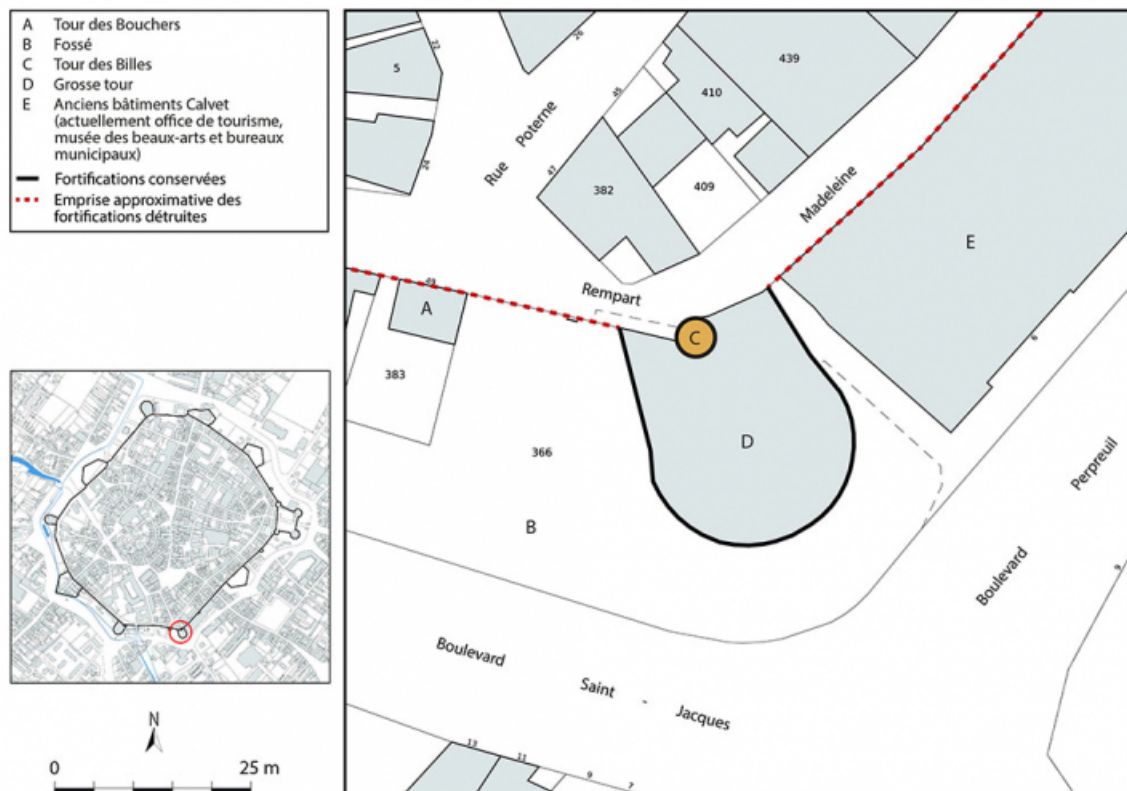 A Tour des Bouchers
B Fossé
C Tour des Billes
D Grosse tour
E Anciens bâtiments Calvet
(actuellement office de tourisme,
musée des beaux-arts et bureaux
municipaux)
Fortifications conservées
Emprise approximative des
fortifications détruites
N
0 25 m
5
22
24
26
Rue Poterne
45
47
439
410
409
382
Madeleine
E
Rempart
49
A
C
383
366
D
B
6
Perpreuil
Boulevard
9
Boulevard
Saint - Jacques
13
11
9
7